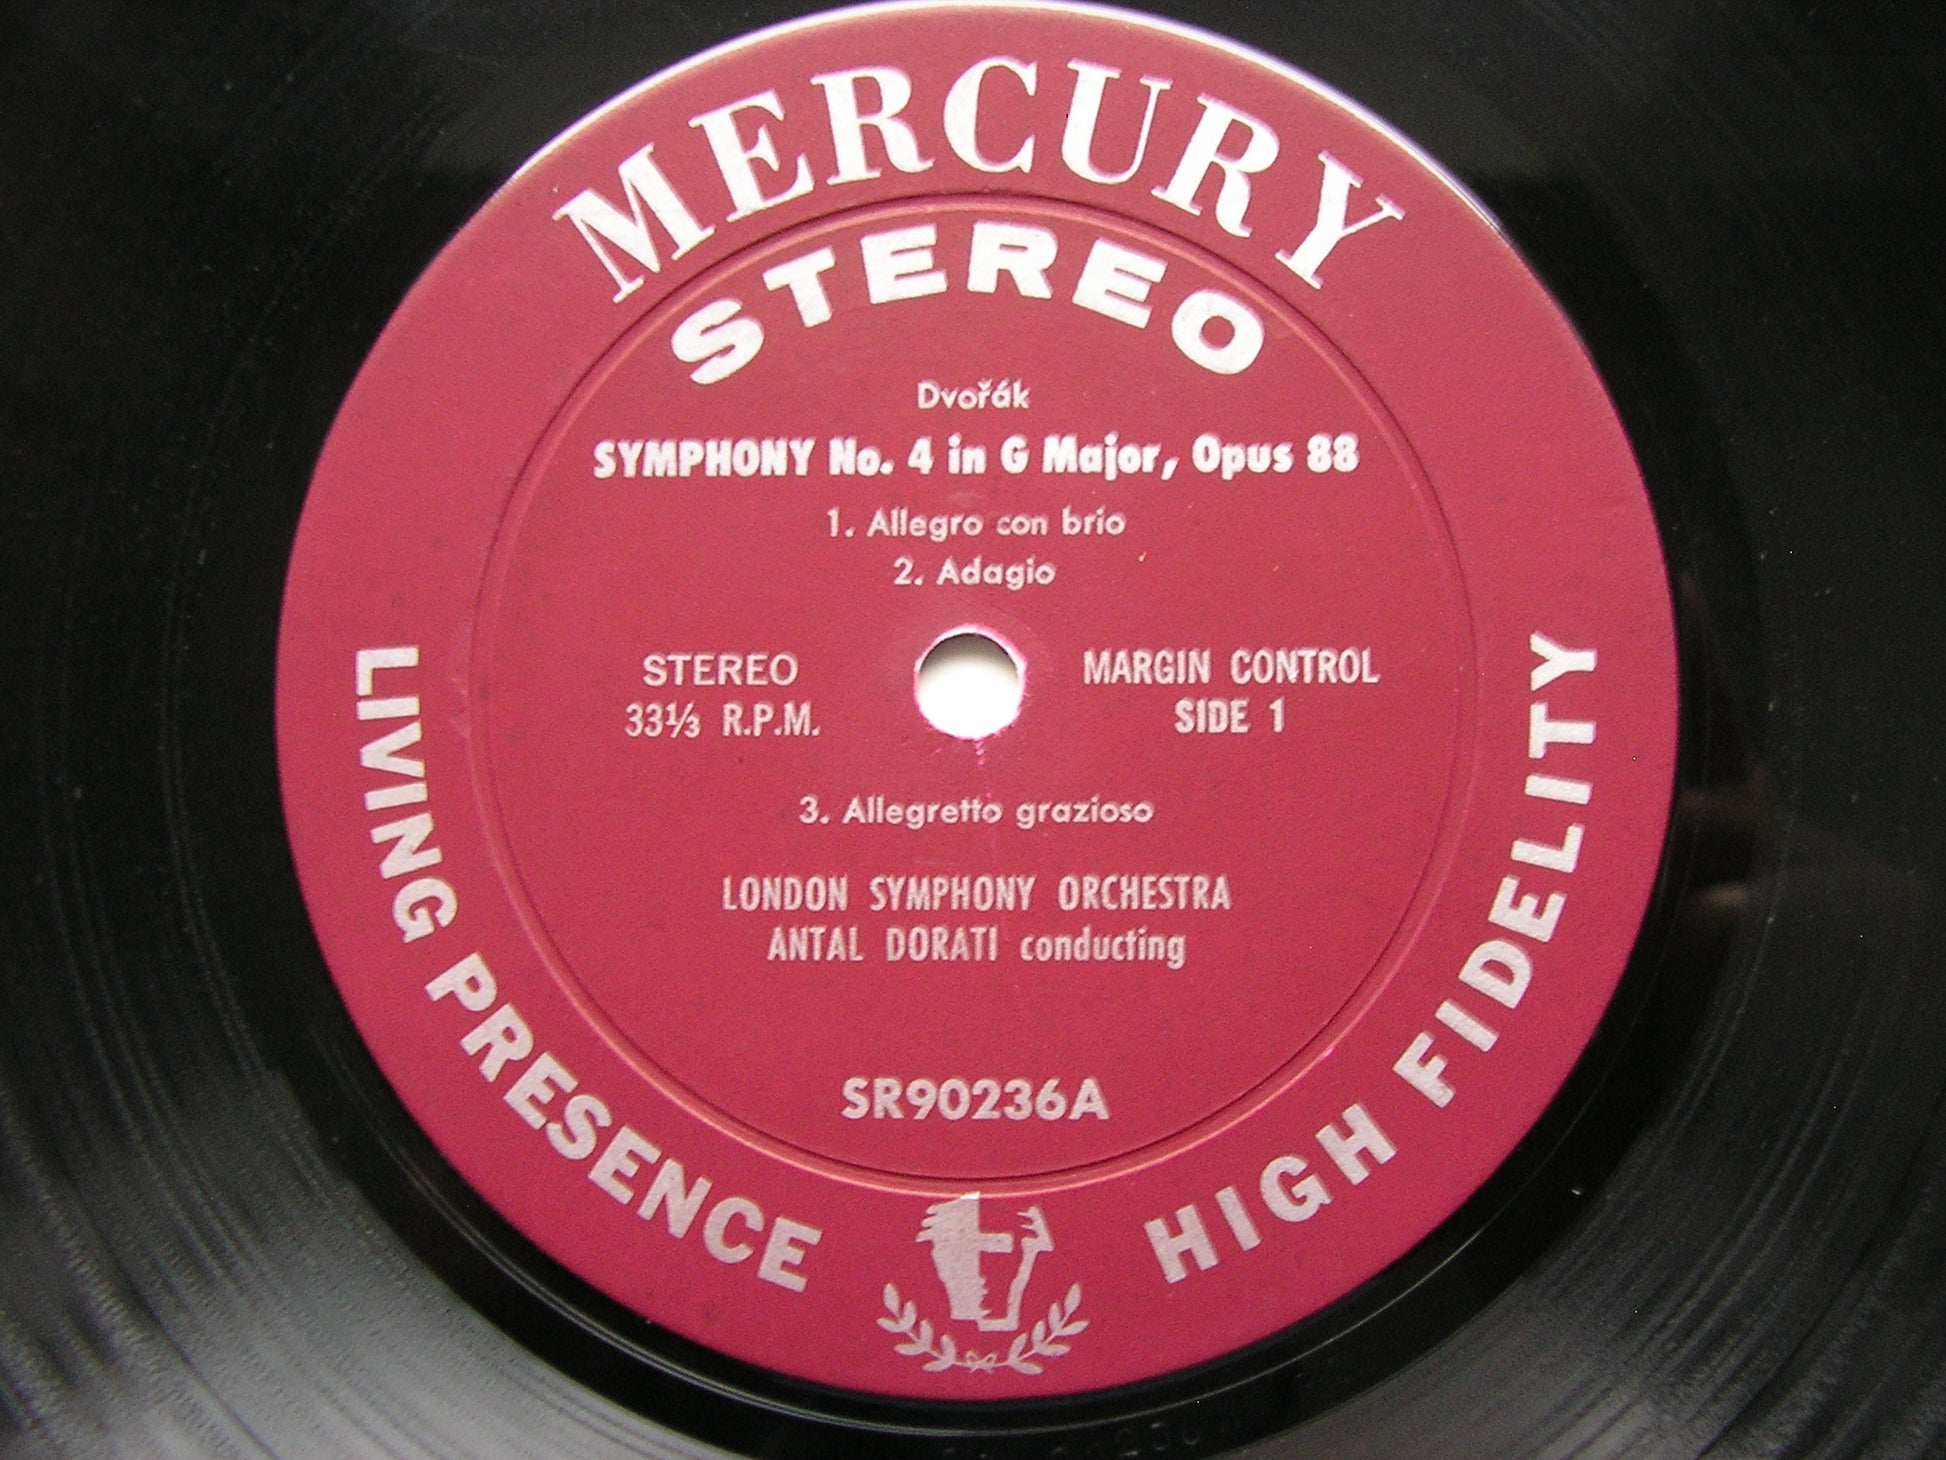 MERCURY
STEREO
Dvořák
SYMPHONY No. 4 in G Major, Opus 88
1. Allegro con brio
2. Adagio
STEREO
33⅓ R.P.M.
MARGIN CONTROL
SIDE 1
3. Allegretto grazioso
LONDON SYMPHONY ORCHESTRA
ANTAL DORATI conducting
SR90236A
LIVING PRESENCE
HIGH FIDELITY